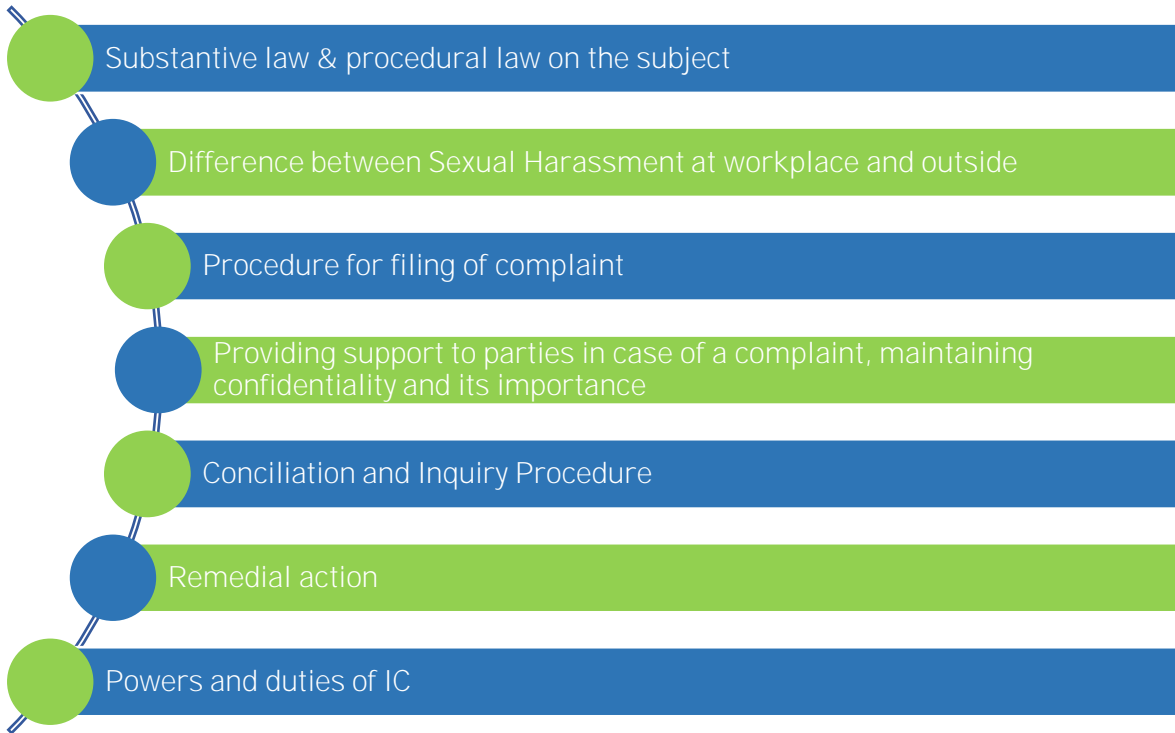 Substantive law & procedural law on the subject
Difference between Sexual Harassment at workplace and outside
Procedure for filing of complaint
Providing support to parties in case of a complaint, maintaining
confidentiality and its importance
Conciliation and Inquiry Procedure
Remedial action
Powers and duties of IC